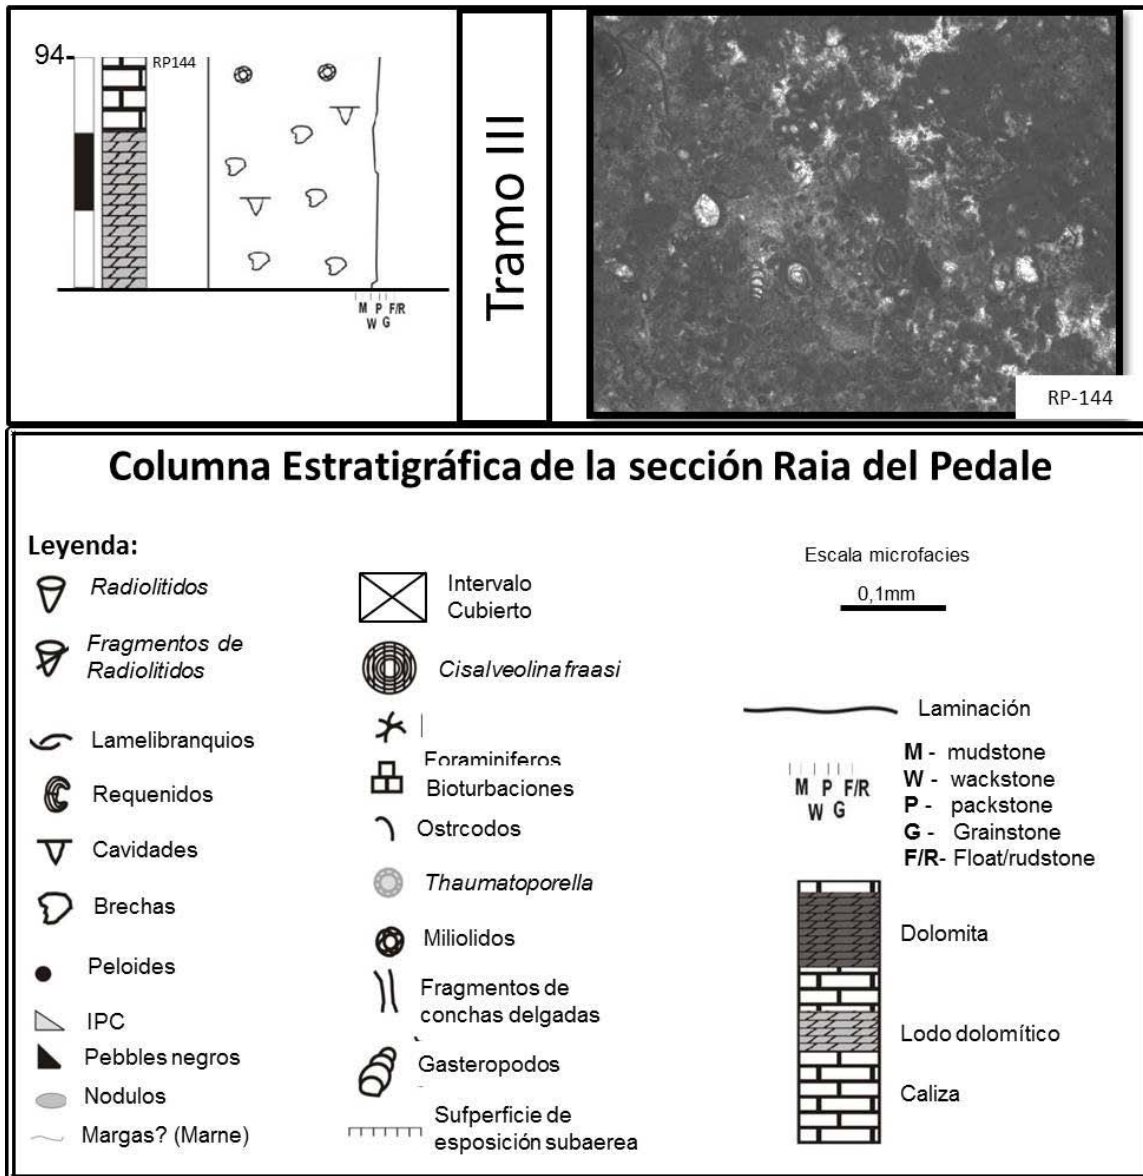 94-
RP144
M P F/R
W G
Tramo III
RP-144
Columna Estratigráfica de la sección Raia del Pedale
Leyenda:
Radiolitidos
Fragmentos de
Radiolitidos
Lamelibranquios
Requenidos
Cavidades
Brechas
Peloides
IPC
Pebbles negros
Nodulos
Margas? (Marne)
Intervalo
Cubierto
Cisalveolina fraasi
Foraminiferos
Bioturbaciones
Ostrcodos
Thaumatoporella
Miliolidos
Fragmentos de
conchas delgadas
Gasteropodos
Sufperficie de
esposición subaerea
Escala microfacies
0,1mm
Laminación
M P F/R
W G
M - mudstone
W - wackstone
P - packstone
G - Grainstone
F/R- Float/rudstone
Dolomita
Lodo dolomítico
Caliza